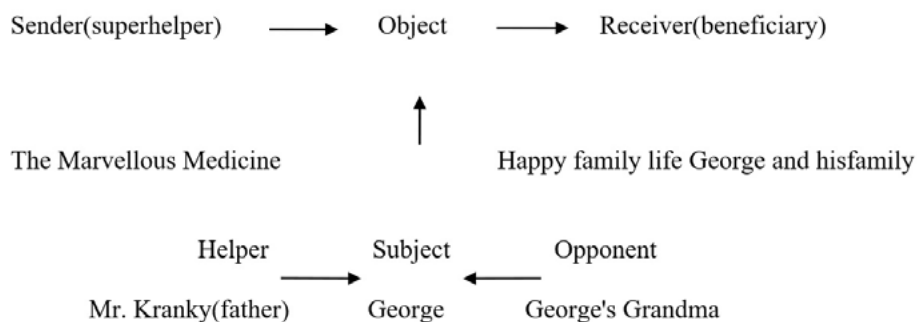 Sender(superhelper) Object Receiver(beneficiary)
The Marvellous Medicine Happy family life George and hisfamily
Helper Subject Opponent
Mr. Kranky(father) George George's Grandma